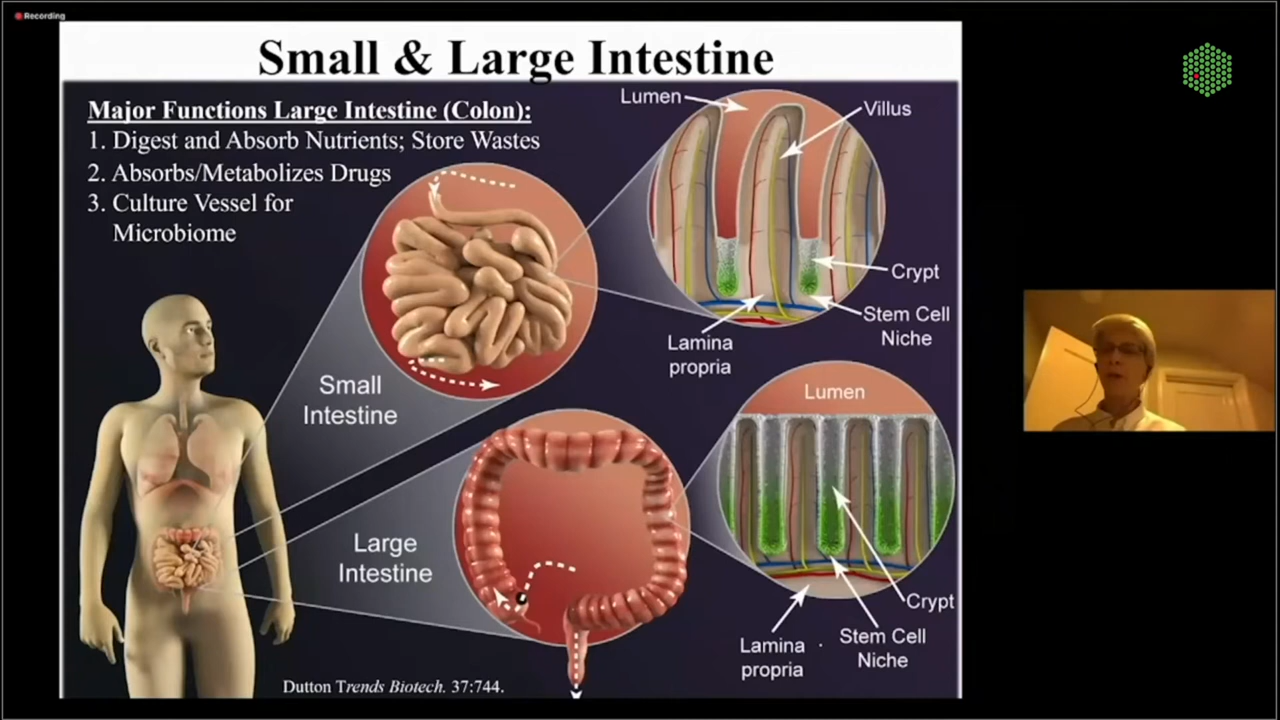 Recording
Small & Large Intestine
Major Functions Large Intestine (Colon):
1. Digest and Absorb Nutrients; Store Wastes
2. Absorbs/Metabolizes Drugs
3. Culture Vessel for
Microbiome
Lumen
Villus
Crypt
Stem Cell
Niche
Lamina
propria
Small
Intestine
Lumen
Large
Intestine
Crypt
Stem Cell
Niche
Lamina
propria
Dutton Trends Biotech. 37:744.